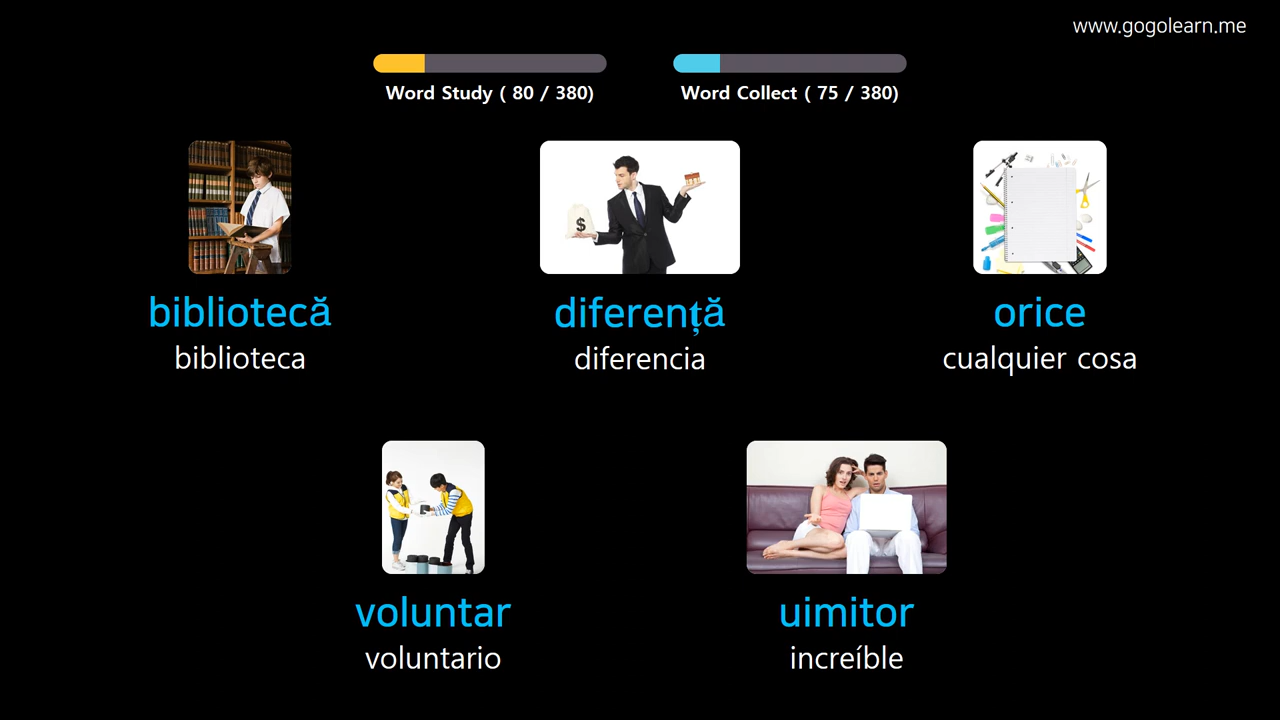 www.gogolearn.me
Word Study ( 80 / 380)
Word Collect ( 75 / 380)
$
bibliotecă
biblioteca
diferență
diferencia
orice
cualquier cosa
voluntar
voluntario
uimitor
increíble